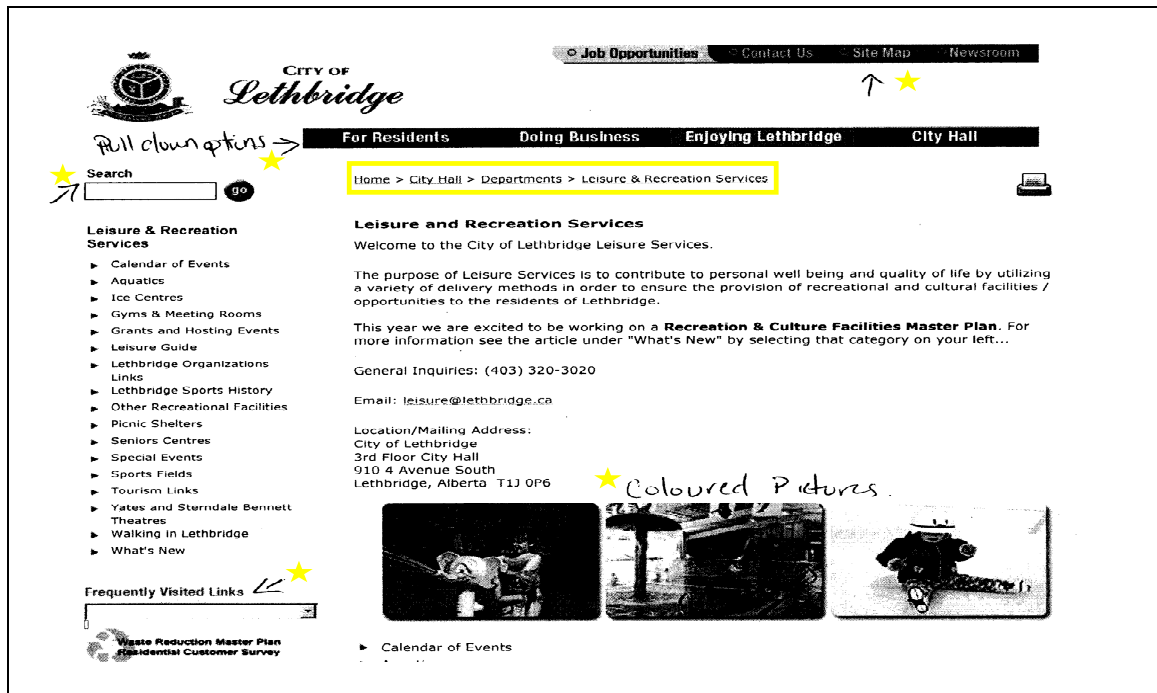 Job Opportunities Contact Us Site Map Newsroom
CITY OF
Lethbridge
Pull down options
For Residents Doing Business Enjoying Lethbridge City Hall
Search
go
Home > City Hall > Departments > Leisure & Recreation Services
Leisure & Recreation
Services
► Calendar of Events
► Aquatics
► Ice Centres
► Gyms & Meeting Rooms
► Grants and Hosting Events
► Leisure Guide
► Lethbridge Organizations
Links
► Lethbridge Sports History
► Other Recreational Facilities
► Picnic Shelters
► Seniors Centres
► Special Events
► Sports Fields
► Tourism Links
► Yates and Sterndale Bennett
Theatres
► Walking in Lethbridge
► What's New
Frequently Visited Links
Waste Reduction Master Plan
Residential Customer Survey
Leisure and Recreation Services
Welcome to the City of Lethbridge Leisure Services.
The purpose of Leisure Services is to contribute to personal well being and quality of life by utilizing
a variety of delivery methods in order to ensure the provision of recreational and cultural facilities /
opportunities to the residents of Lethbridge.
This year we are excited to be working on a Recreation & Culture Facilities Master Plan. For
more information see the article under "What's New" by selecting that category on your left...
General Inquiries: (403) 320-3020
Email: leisure@lethbridge.ca
Location/Mailing Address:
City of Lethbridge
3rd Floor City Hall
910 4 Avenue South
Lethbridge, Alberta T1J 0P6
Coloured Pictures.
► Calendar of Events